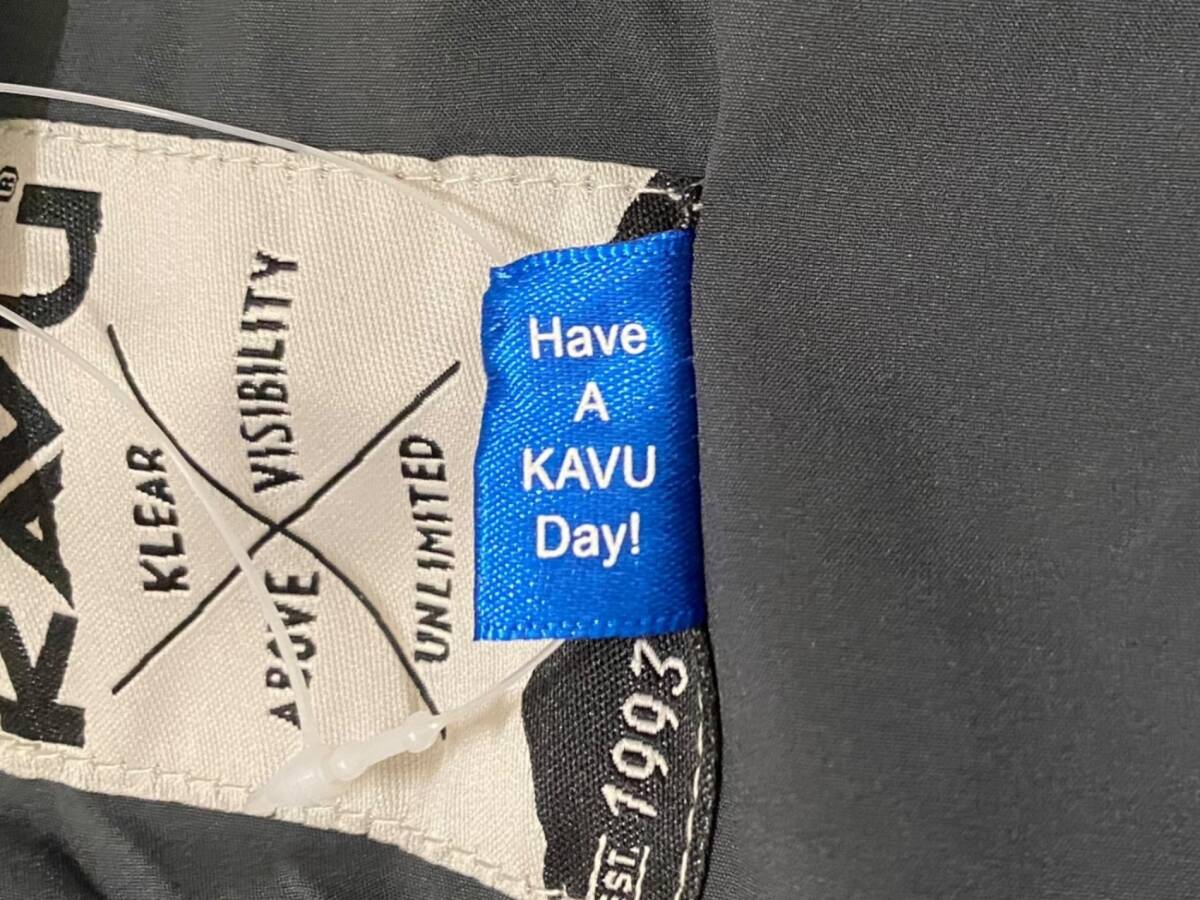 KAVU®
KLEAR
ABOVE VISIBILITY
UNLIMITED
EST. 1993
Have
A
KAVU
Day!